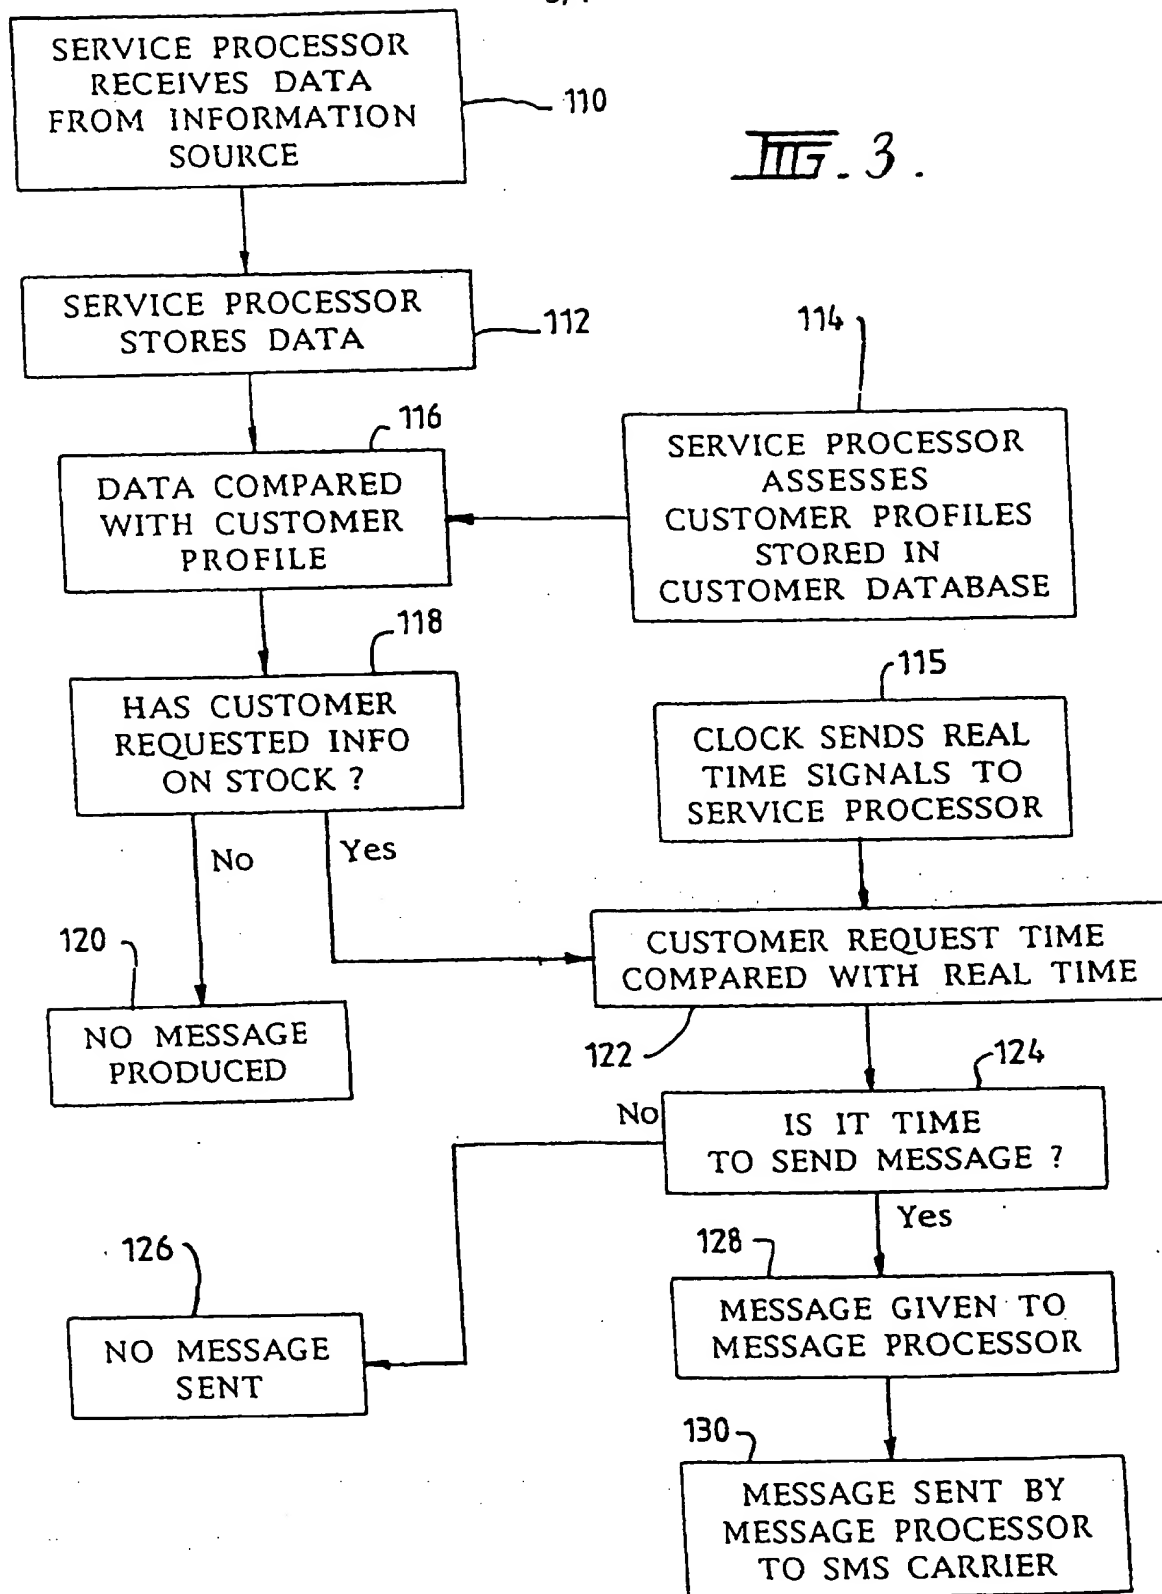 SERVICE PROCESSOR
RECEIVES DATA
FROM INFORMATION
SOURCE
110
FIG. 3.
SERVICE PROCESSOR
STORES DATA
112
114
116
DATA COMPARED
WITH CUSTOMER
PROFILE
SERVICE PROCESSOR
ASSESSES
CUSTOMER PROFILES
STORED IN
CUSTOMER DATABASE
118
HAS CUSTOMER
REQUESTED INFO
ON STOCK ?
115
CLOCK SENDS REAL
TIME SIGNALS TO
SERVICE PROCESSOR
No
Yes
120
NO MESSAGE
PRODUCED
CUSTOMER REQUEST TIME
COMPARED WITH REAL TIME
122
124
No
IS IT TIME
TO SEND MESSAGE ?
Yes
126
NO MESSAGE
SENT
128
MESSAGE GIVEN TO
MESSAGE PROCESSOR
130
MESSAGE SENT BY
MESSAGE PROCESSOR
TO SMS CARRIER